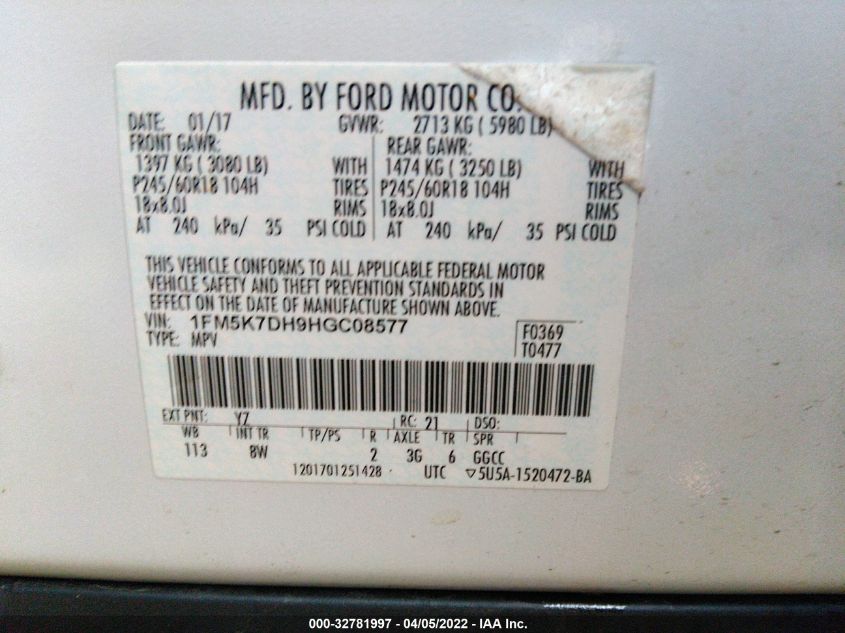 MFD. BY FORD MOTOR CO.
DATE: 01/17 GVWR: 2713 KG ( 5980 LB)
FRONT GAWR: REAR GAWR:
1397 KG ( 3080 LB) WITH 1474 KG ( 3250 LB) WITH
P245/60R18 104H TIRES P245/60R18 104H TIRES
18x8.0J RIMS 18x8.0J RIMS
AT 240 kPa/ 35 PSI COLD AT 240 kPa/ 35 PSI COLD
THIS VEHICLE CONFORMS TO ALL APPLICABLE FEDERAL MOTOR
VEHICLE SAFETY AND THEFT PREVENTION STANDARDS IN
EFFECT ON THE DATE OF MANUFACTURE SHOWN ABOVE.
VIN: 1FM5K7DH9HGC08577 F0369
TYPE: MPV T0477
EXT PNT: YZ RC: 21 DSO:
WB INT TR TP/PS R AXLE TR SPR
113 8W 2 3G 6 GGCC
1201701251428 UTC ▽5U5A-1520472-BA
000-32781997 - 04/05/2022 - IAA Inc.